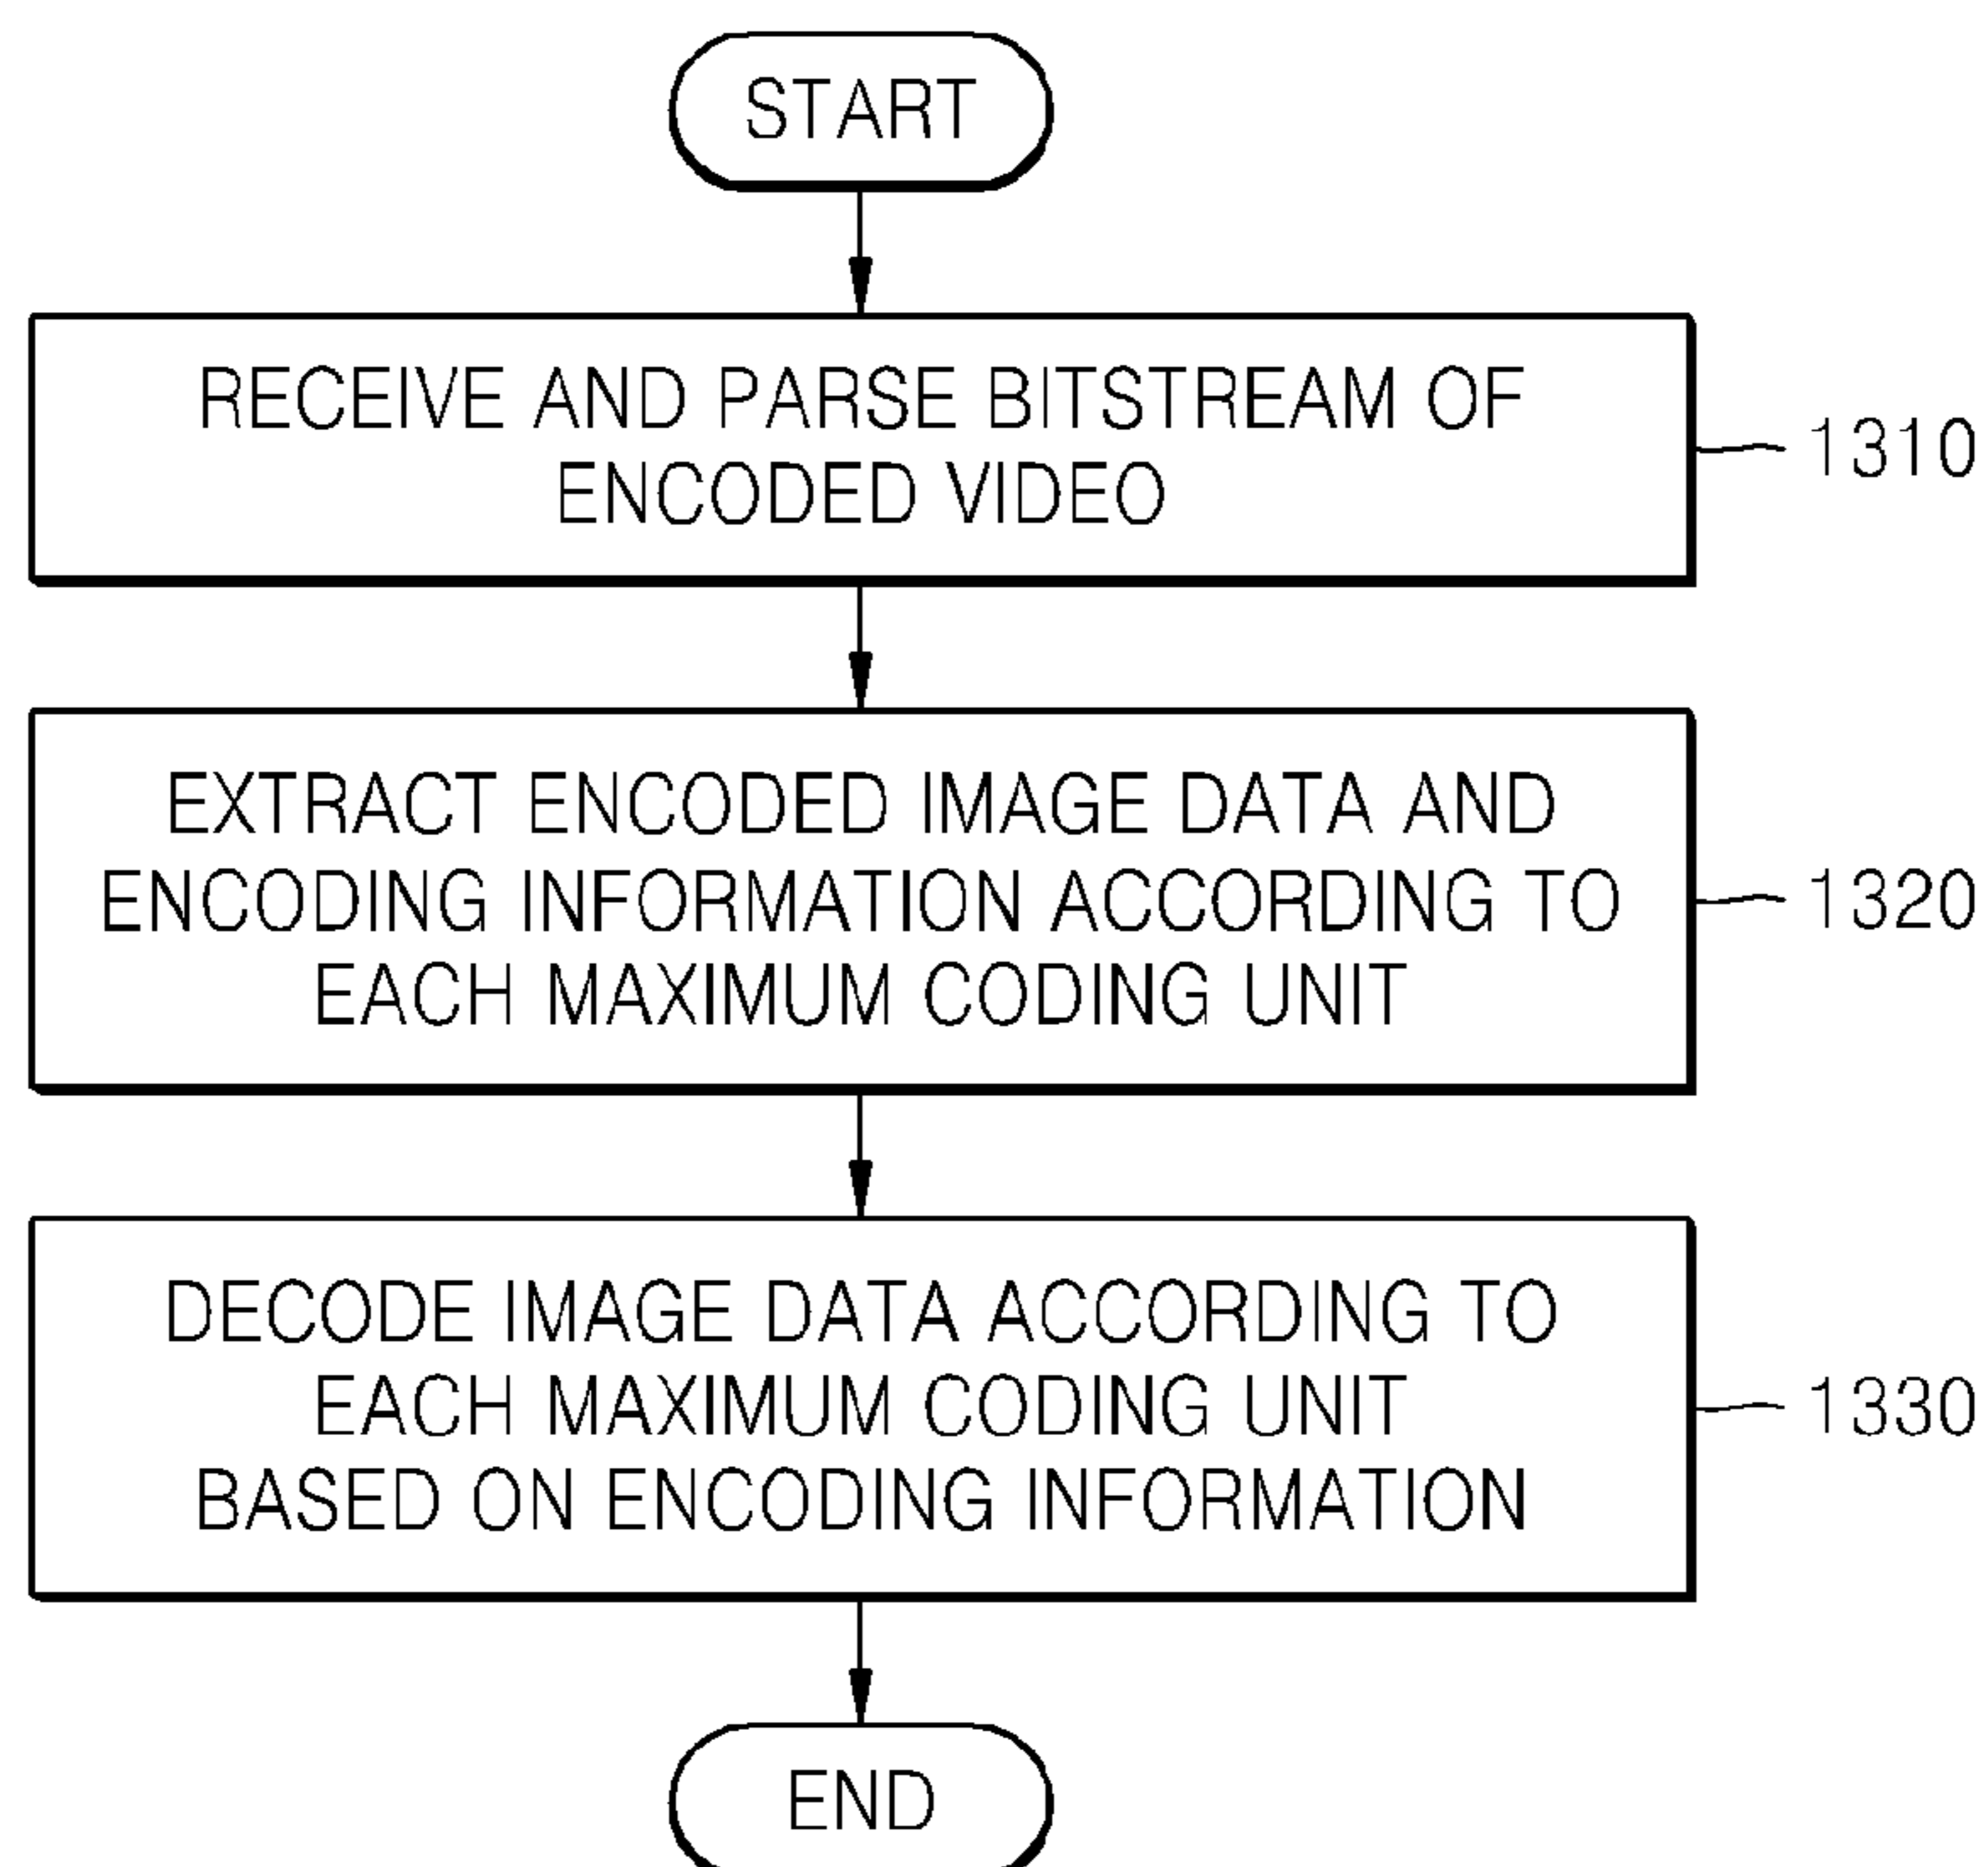 START
RECEIVE AND PARSE BITSTREAM OF
ENCODED VIDEO
1310
EXTRACT ENCODED IMAGE DATA AND
ENCODING INFORMATION ACCORDING TO
EACH MAXIMUM CODING UNIT
1320
DECODE IMAGE DATA ACCORDING TO
EACH MAXIMUM CODING UNIT
BASED ON ENCODING INFORMATION
1330
END